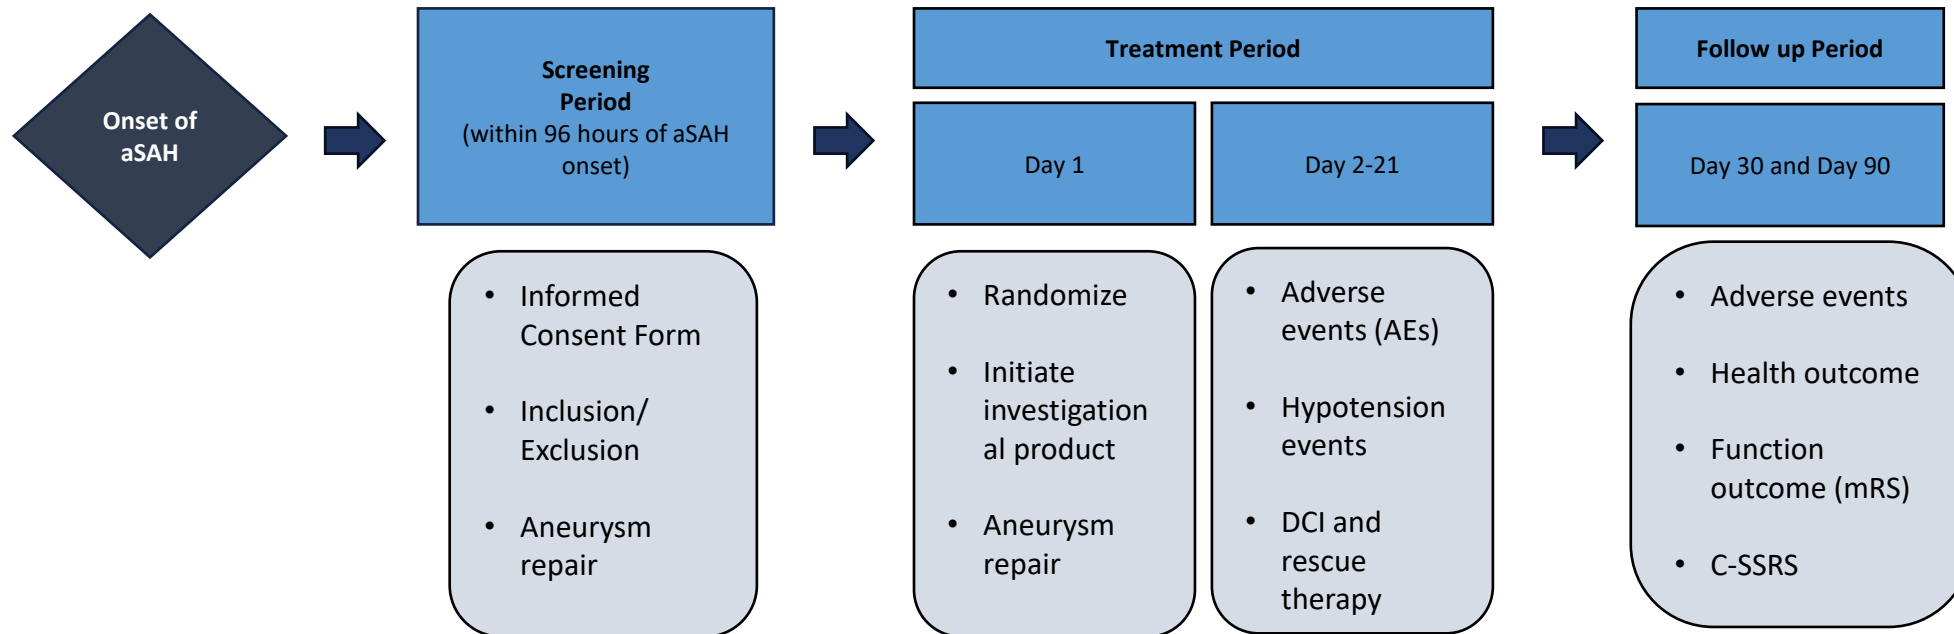 Onset of
aSAH
Screening
Period
(within 96 hours of aSAH
onset)
Treatment Period
Day 1
Day 2-21
Follow up Period
Day 30 and Day 90
• Informed
Consent Form
• Inclusion/
Exclusion
• Aneurysm
repair
• Randomize
• Initiate
investigation
al product
• Aneurysm
repair
• Adverse
events (AEs)
• Hypotension
events
• DCI and
rescue
therapy
• Adverse events
• Health outcome
• Function
outcome (mRS)
• C-SSRS